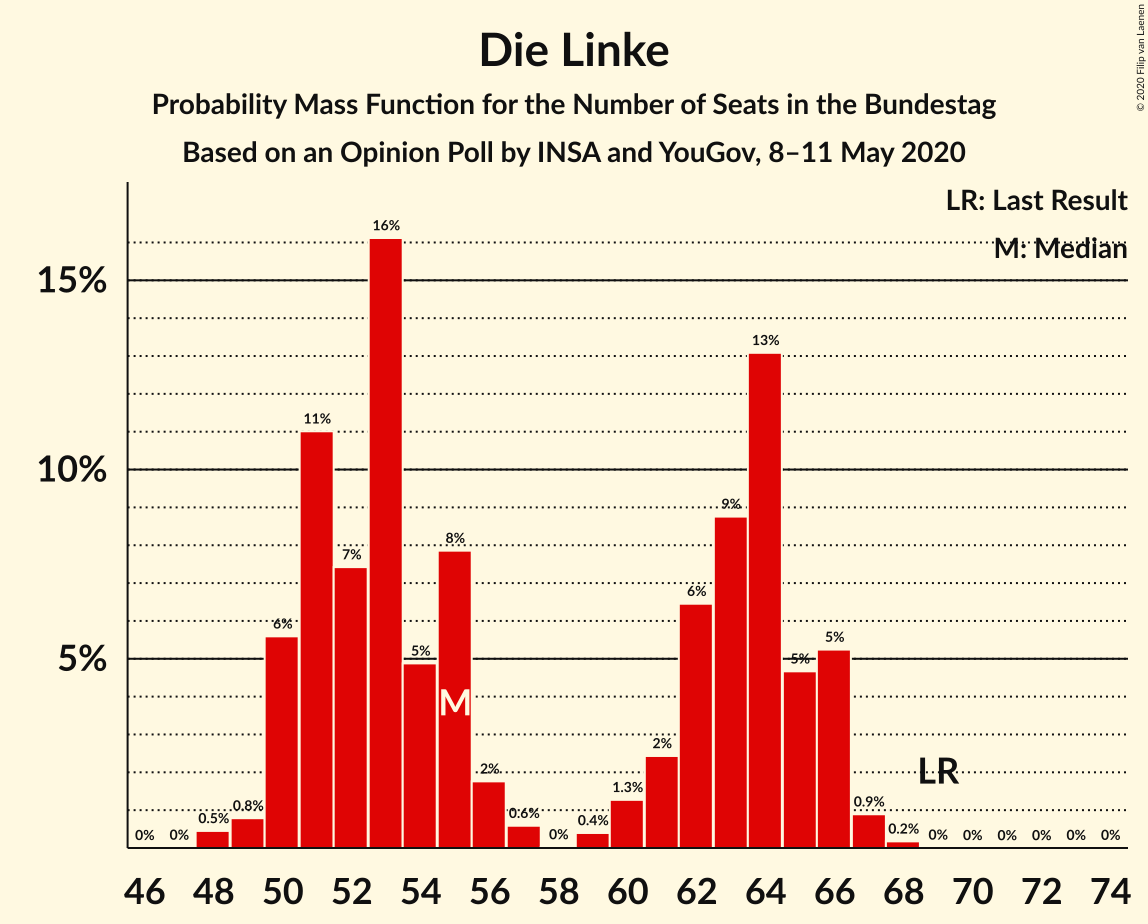 Die Linke
Probability Mass Function for the Number of Seats in the Bundestag
Based on an Opinion Poll by INSA and YouGov, 8–11 May 2020
© 2020 Filip van Laenen
LR: Last Result
M: Median
15%
10%
5%
0% 0% 0.5% 0.8% 6% 11% 7% 16% 5% 8% 2% 0.6% 0% 0.4% 1.3% 2% 6% 9% 13% 5% 5% 0.9% 0.2% 0% 0% 0% 0% 0% 0%
M
LR
46 48 50 52 54 56 58 60 62 64 66 68 70 72 74